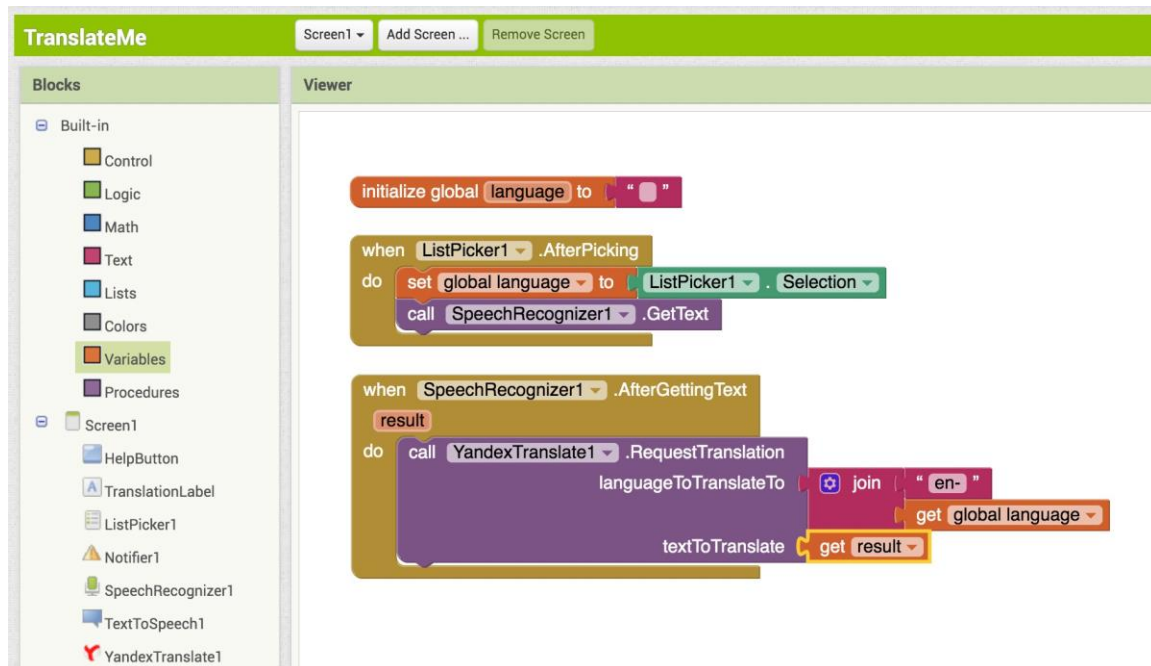 TranslateMe
Screen1
Add Screen ...
Remove Screen
Blocks
Viewer
Built-in
Control
Logic
Math
Text
Lists
Colors
Variables
Procedures
Screen1
HelpButton
TranslationLabel
ListPicker1
Notifier1
SpeechRecognizer1
TextToSpeech1
YandexTranslate1
initialize global language to " "
when ListPicker1 .AfterPicking
do set global language to ListPicker1 . Selection
call SpeechRecognizer1 .GetText
when SpeechRecognizer1 .AfterGettingText
result
do call YandexTranslate1 .RequestTranslation
languageToTranslateTo join " en- "
get global language
textToTranslate get result